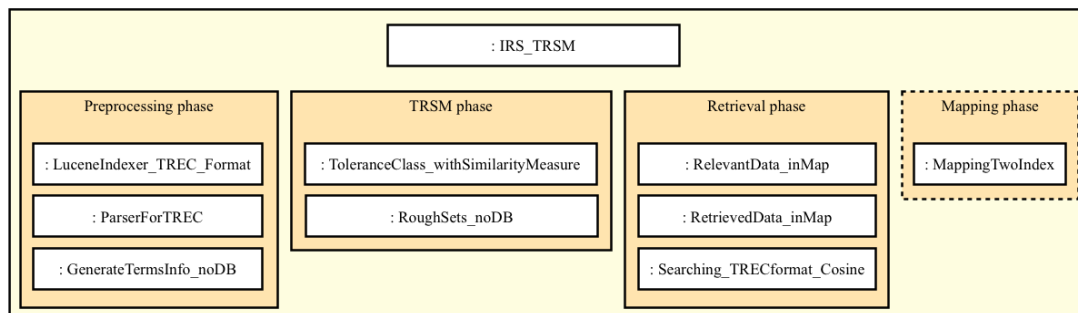 : IRS_TRSM
Preprocessing phase
: LuceneIndexer_TREC_Format
: ParserForTREC
: GenerateTermsInfo_noDB
TRSM phase
: ToleranceClass_withSimilarityMeasure
: RoughSets_noDB
Retrieval phase
: RelevantData_inMap
: RetrievedData_inMap
: Searching_TRECformat_Cosine
Mapping phase
: MappingTwoIndex